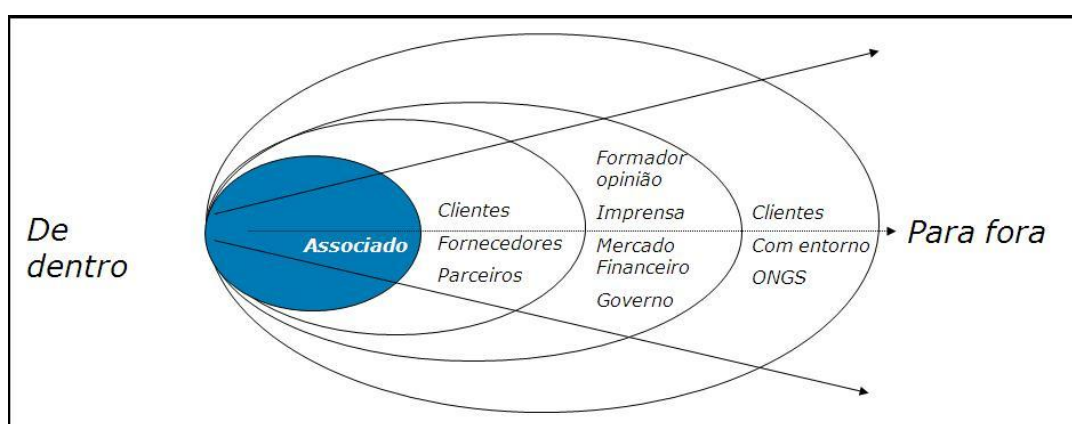 De
dentro
Associado
Clientes
Fornecedores
Parceiros
Formador
opinião
Imprensa
Mercado
Financeiro
Governo
Clientes
Com entorno
ONGS
Para fora